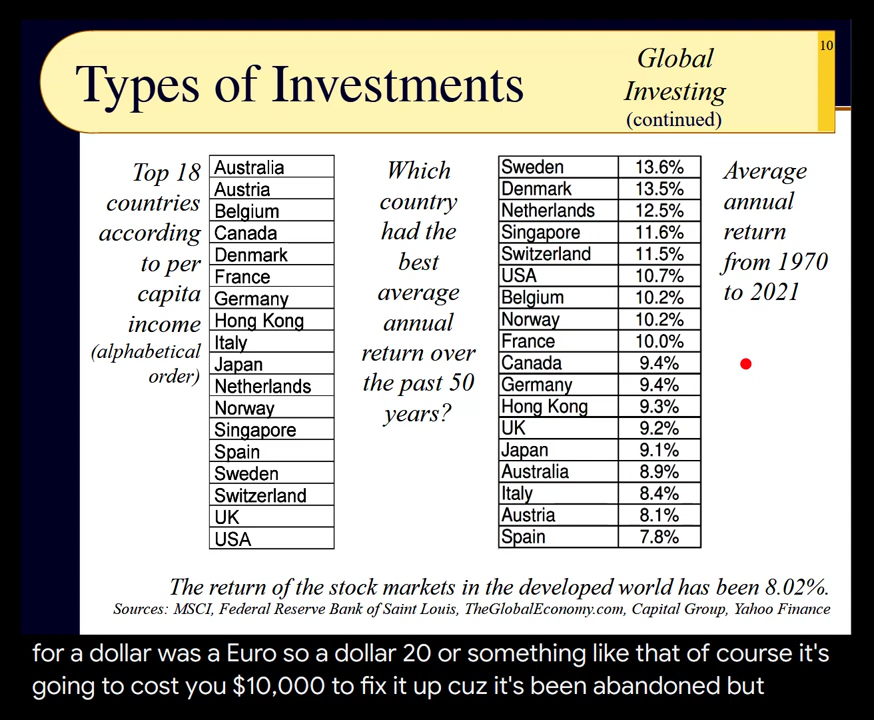 10
Types of Investments
Global
Investing
(continued)
Top 18
countries
according
to per
capita
income
(alphabetical
order)
Australia
Austria
Belgium
Canada
Denmark
France
Germany
Hong Kong
Italy
Japan
Netherlands
Norway
Singapore
Spain
Sweden
Switzerland
UK
USA
Which
country
had the
best
average
annual
return over
the past 50
years?
Sweden 13.6%
Denmark 13.5%
Netherlands 12.5%
Singapore 11.6%
Switzerland 11.5%
USA 10.7%
Belgium 10.2%
Norway 10.2%
France 10.0%
Canada 9.4%
Germany 9.4%
Hong Kong 9.3%
UK 9.2%
Japan 9.1%
Australia 8.9%
Italy 8.4%
Austria 8.1%
Spain 7.8%
Average
annual
return
from 1970
to 2021
The return of the stock markets in the developed world has been 8.02%.
Sources: MSCI, Federal Reserve Bank of Saint Louis, TheGlobalEconomy.com, Capital Group, Yahoo Finance
for a dollar was a Euro so a dollar 20 or something like that of course it's
going to cost you $10,000 to fix it up cuz it's been abandoned but